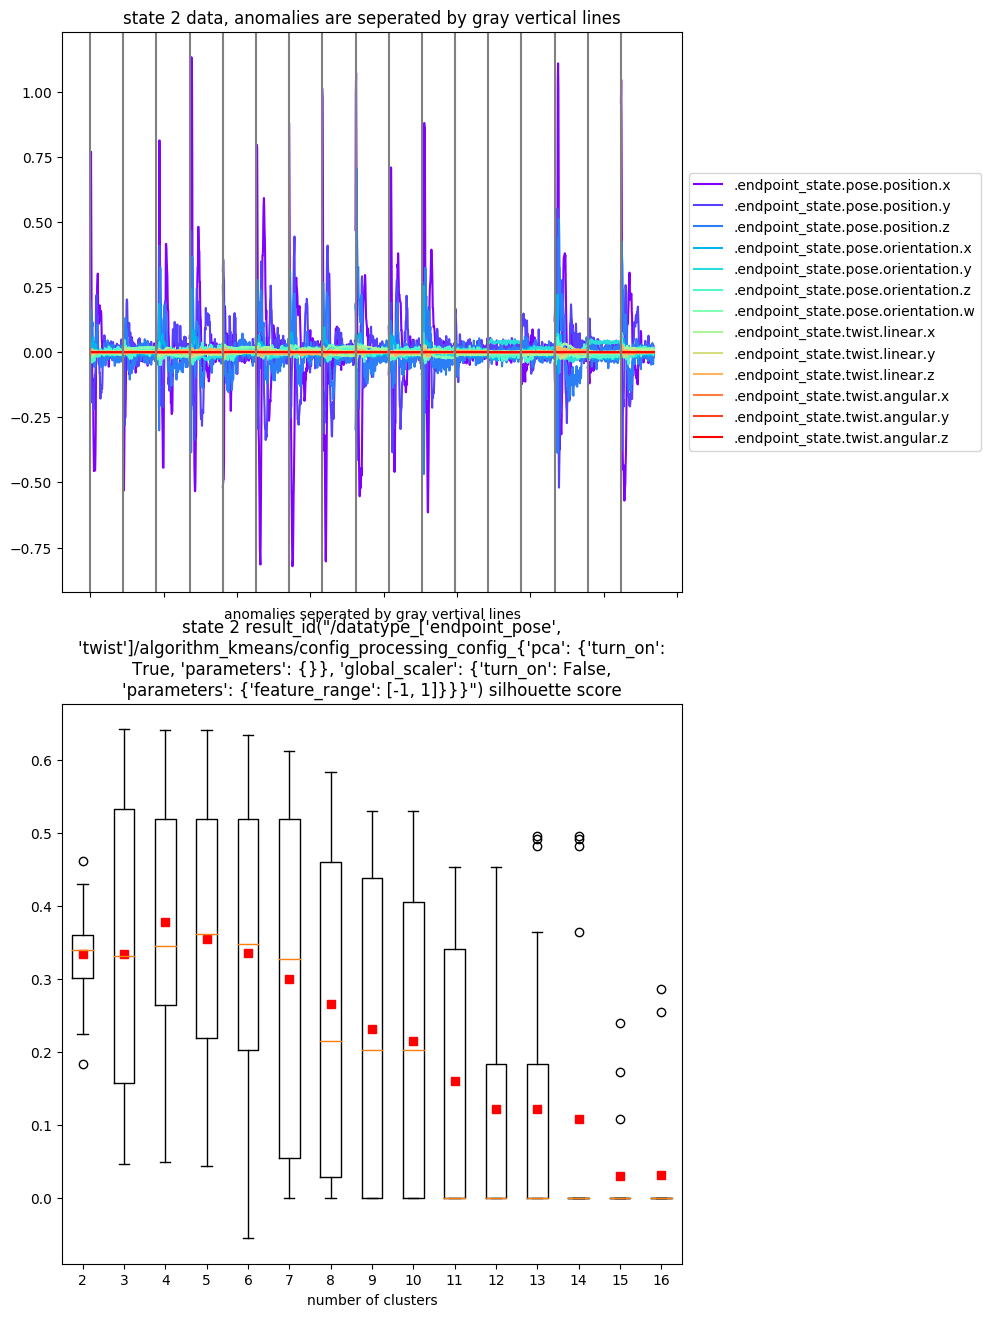 state 2 data, anomalies are seperated by gray vertical lines
1.00
0.75
0.50
0.25
0.00
−0.25
−0.50
−0.75
.endpoint_state.pose.position.x
.endpoint_state.pose.position.y
.endpoint_state.pose.position.z
.endpoint_state.pose.orientation.x
.endpoint_state.pose.orientation.y
.endpoint_state.pose.orientation.z
.endpoint_state.pose.orientation.w
.endpoint_state.twist.linear.x
.endpoint_state.twist.linear.y
.endpoint_state.twist.linear.z
.endpoint_state.twist.angular.x
.endpoint_state.twist.angular.y
.endpoint_state.twist.angular.z
anomalies seperated by gray vertival lines
state 2 result_id("/datatype_['endpoint_pose',
'twist']/algorithm_kmeans/config_processing_config_{'pca': {'turn_on':
True, 'parameters': {}}, 'global_scaler': {'turn_on': False,
'parameters': {'feature_range': [-1, 1]}}}") silhouette score
0.6
0.5
0.4
0.3
0.2
0.1
0.0
2 3 4 5 6 7 8 9 10 11 12 13 14 15 16
number of clusters